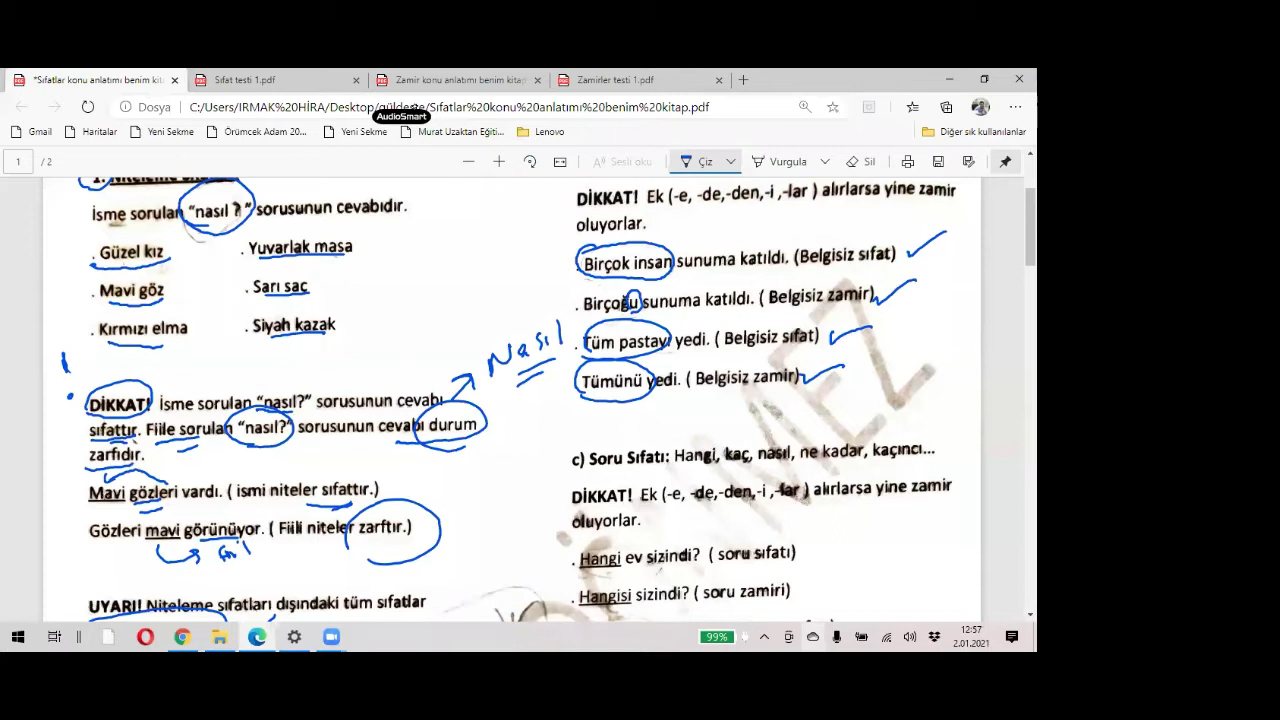 *Sıfatlar konu anlatımı benim kit
Sıfat testi 1.pdf
Zamir konu anlatımı benim kitap
Zamirler testi 1.pdf
Dosya
C:/Users/IRMAK%20HİRA/Desktop/güldeste/Sıfatlar%20konu%20anlatımı%20benim%20kitap.pdf
AudioSmart
Gmail
Haritalar
Yeni Sekme
Örümcek Adam 20...
Yeni Sekme
Murat Uzaktan Eğiti...
Lenovo
Diğer sık kullanılanlar
1 / 2
Sesli oku
Çiz
Vurgula
Sil
İsme sorulan "nasıl ?" sorusunun cevabıdır.
. Güzel kız . Yuvarlak masa
. Mavi göz . Sarı saç
. Kırmızı elma . Siyah kazak
Nasıl
DİKKAT! İsme sorulan "nasıl?" sorusunun cevabı
sıfattır. Fiile sorulan "nasıl?" sorusunun cevabı durum
zarfıdır.
Mavi gözleri vardı. ( ismi niteler sıfattır.)
Gözleri mavi görünüyor. ( Fiili niteler zarftır.)
UYARI! Niteleme sıfatları dışındaki tüm sıfatlar
DİKKAT! Ek (-e, -de,-den,-i ,-lar ) alırlarsa yine zamir
oluyorlar.
. Birçok insan sunuma katıldı. (Belgisiz sıfat)
. Birçoğu sunuma katıldı. ( Belgisiz zamir)
. Tüm pastayı yedi. ( Belgisiz sıfat)
Tümünü yedi. ( Belgisiz zamir)
c) Soru Sıfatı: Hangi, kaç, nasıl, ne kadar, kaçıncı...
DİKKAT! Ek (-e, -de,-den,-i ,-lar ) alırlarsa yine zamir
oluyorlar.
. Hangi ev sizindi? ( soru sıfatı)
. Hangisi sizindi? ( soru zamiri)
99%
12:57
2.01.2021